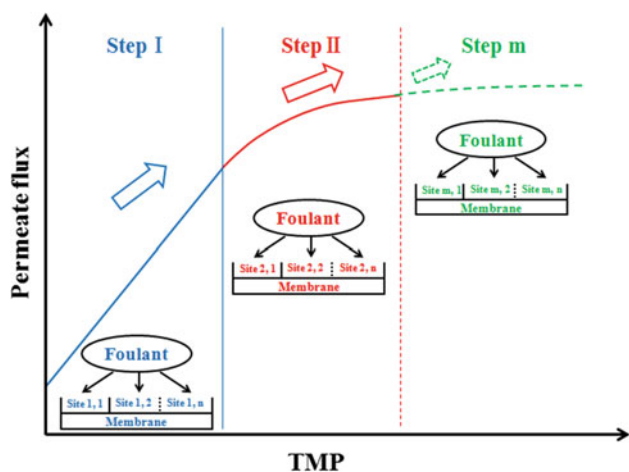 Step I
Step II
Step m
Permeate flux
Foulant
Site m, 1 Site m, 2 Site m, n
Membrane
Foulant
Site 2, 1 Site 2, 2 Site 2, n
Membrane
Foulant
Site 1, 1 Site 1, 2 Site 1, n
Membrane
TMP